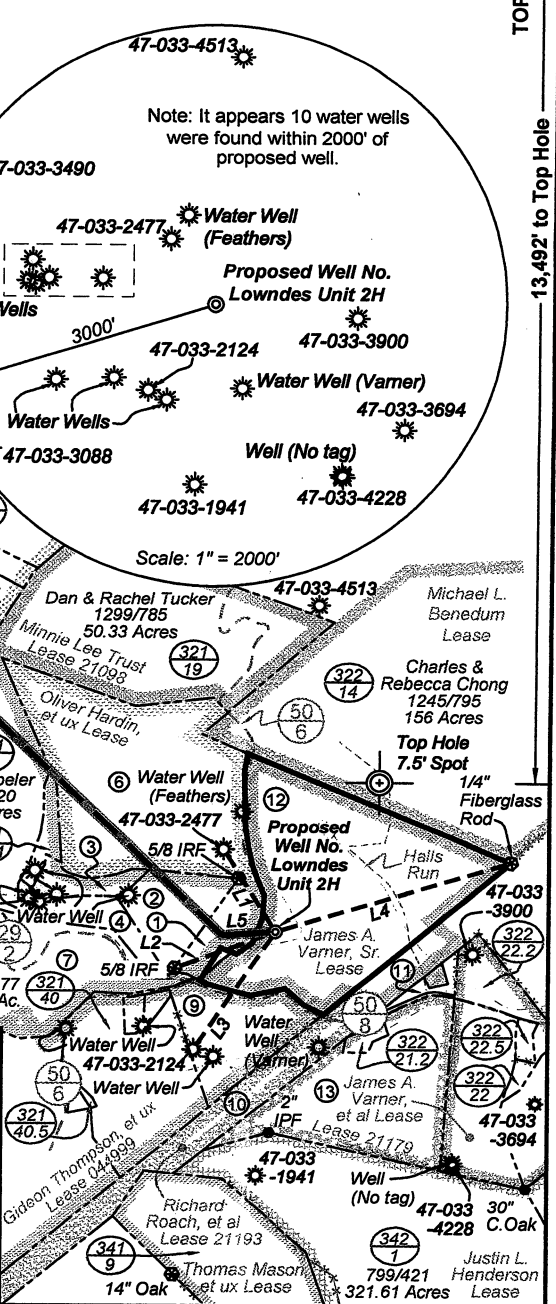 TOP
47-033-4513
Note: It appears 10 water wells
were found within 2000' of
proposed well.
7-033-3490
47-033-2477
Water Well
(Feathers)
Proposed Well No.
Lowndes Unit 2H
Wells
3000'
47-033-3900
47-033-2124
Water Well (Varner)
47-033-3694
Water Wells
47-033-3088
Well (No tag)
47-033-4228
47-033-1941
Scale: 1" = 2000'
13,492' to Top Hole
47-033-4513
Dan & Rachel Tucker
1299/785
50.33 Acres
Minnie Lee Trust
Lease 21098
321
19
Michael L.
Benedum
Lease
322
14
Charles &
Rebecca Chong
1245/795
156 Acres
Oliver Hardin,
et ux Lease
50
6
Top Hole
7.5' Spot
1/4"
Fiberglass
Rod
peler
20
res
6
Water Well
(Feathers)
12
47-033-2477
5/8 IRF
Proposed
Well No.
Lowndes
Unit 2H
Halls
Run
3
L1
47-033
-3900
Water Well
2
4
1
L5
L4
L2
29
2
James A.
Varner, Sr.
Lease
322
22.2
7
5/8 IRF
11
77
Ac.
321
40
9
50
8
L3
Water
Well
(Varner)
322
21.2
322
22.5
Water Well
47-033-2124
Water Well
50
6
322
22
10
13
James A.
Varner,
et al Lease
Lease 21179
2"
IPF
321
40.5
47-033
-3694
Gideon Thompson, et ux
Lease 044999
47-033
-1941
Well
(No tag)
47-033
-4228
30"
C.Oak
Richard
Roach, et al
Lease 21193
341
9
14" Oak
Thomas Mason
et ux Lease
342
1
799/421
321.61 Acres
Justin L.
Henderson
Lease